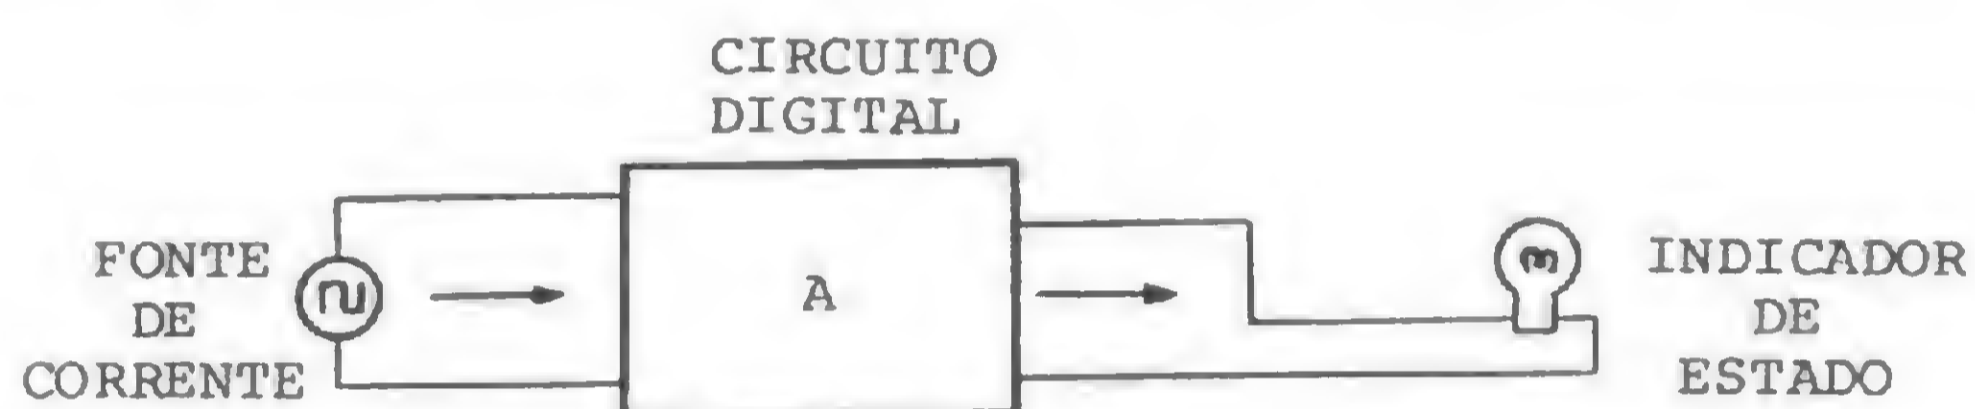 CIRCUITO
DIGITAL
FONTE
DE
CORRENTE
A
INDICADOR
DE
ESTADO